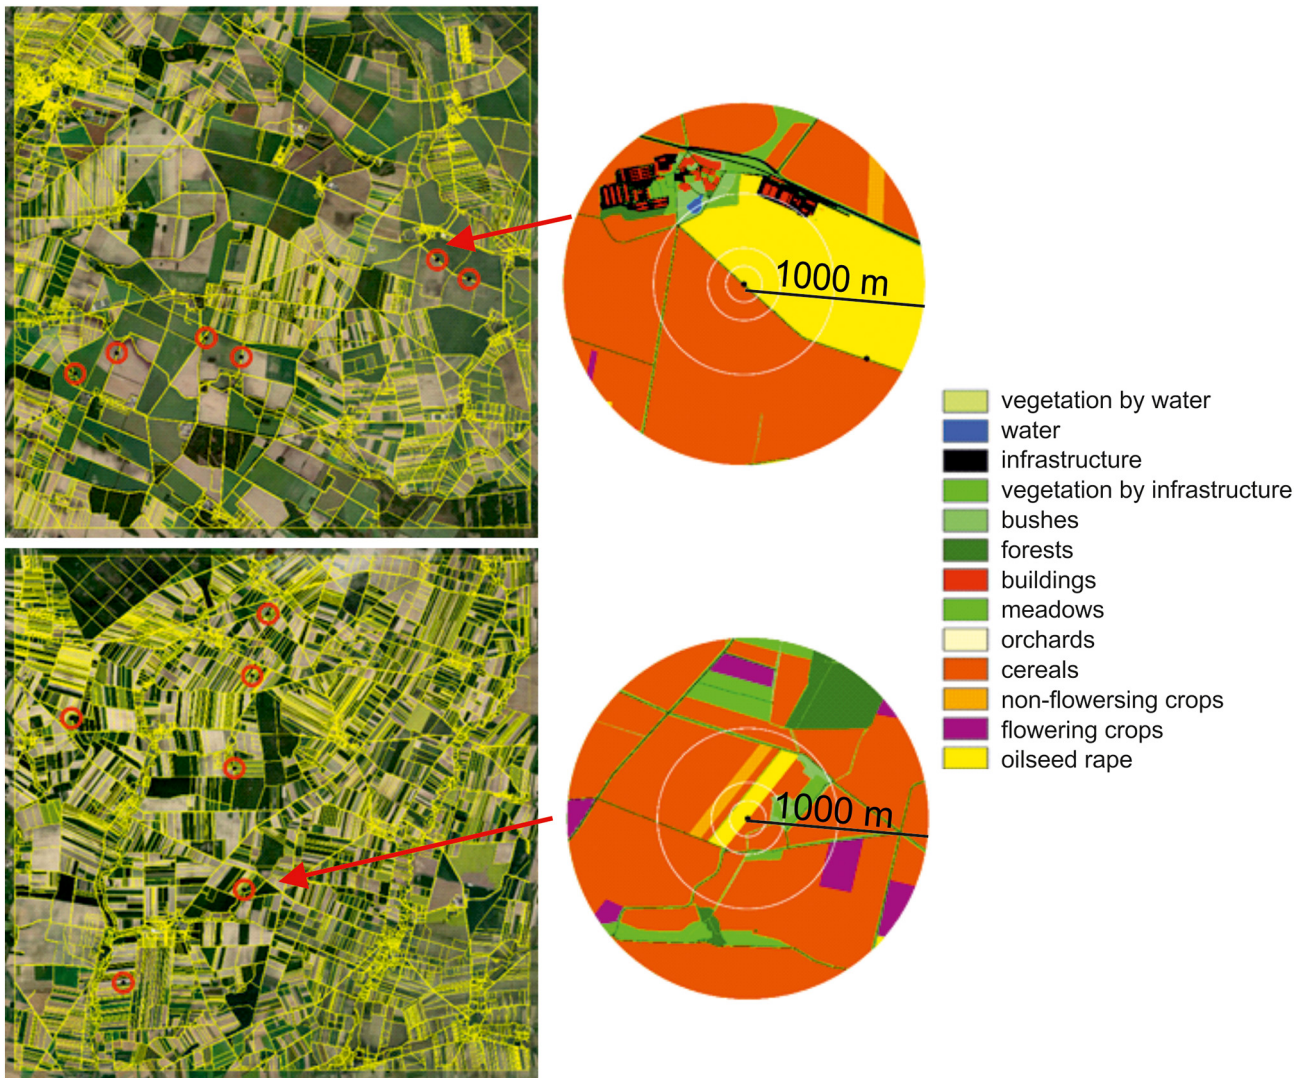 1000 m
vegetation by water
water
infrastructure
vegetation by infrastructure
bushes
forests
buildings
meadows
orchards
cereals
non-flowersing crops
flowering crops
oilseed rape
1000 m